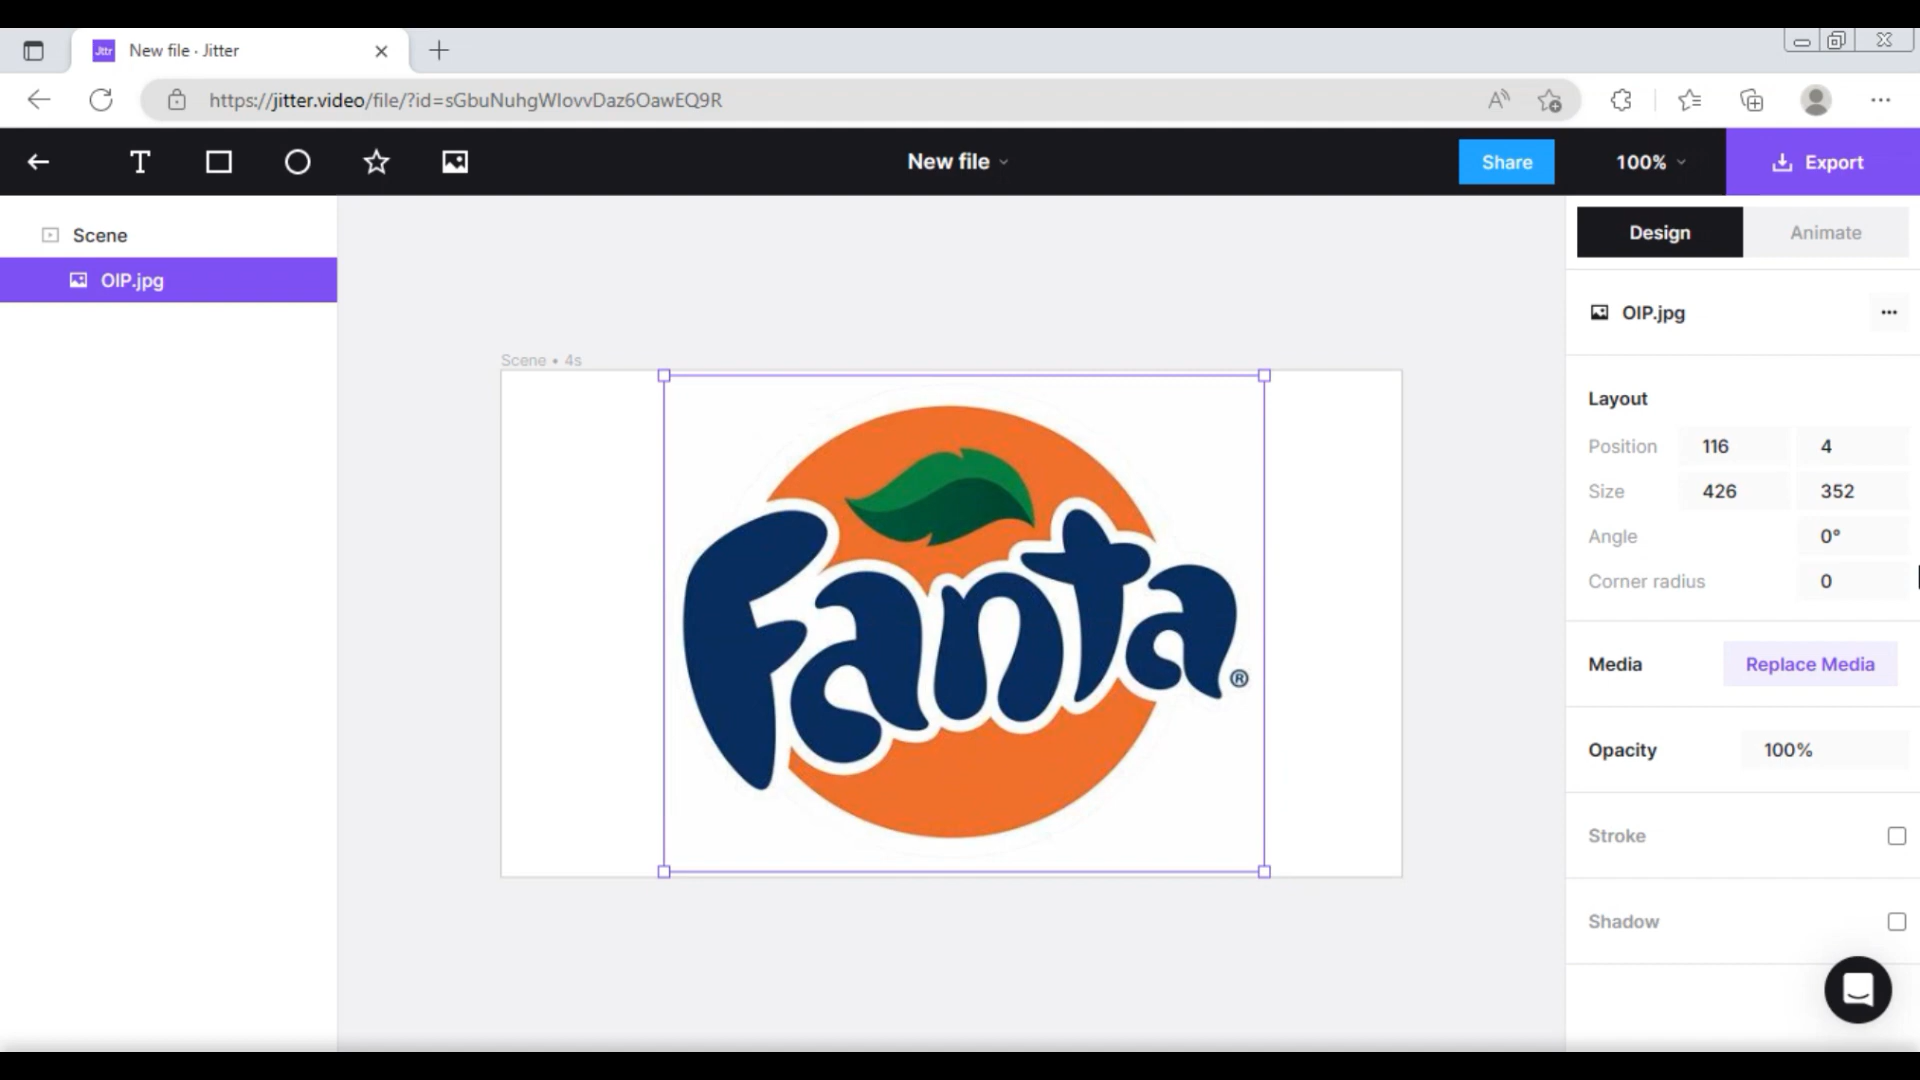 Jttr
New file · Jitter
https://jitter.video/file/?id=sGbuNuhgWIovvDaz6OawEQ9R
T
New file
Share
100%
Export
Scene
OIP.jpg
Scene • 4s
Fanta®
Design
Animate
OIP.jpg
Layout
Position 116 4
Size 426 352
Angle 0°
Corner radius 0
Media Replace Media
Opacity 100%
Stroke
Shadow